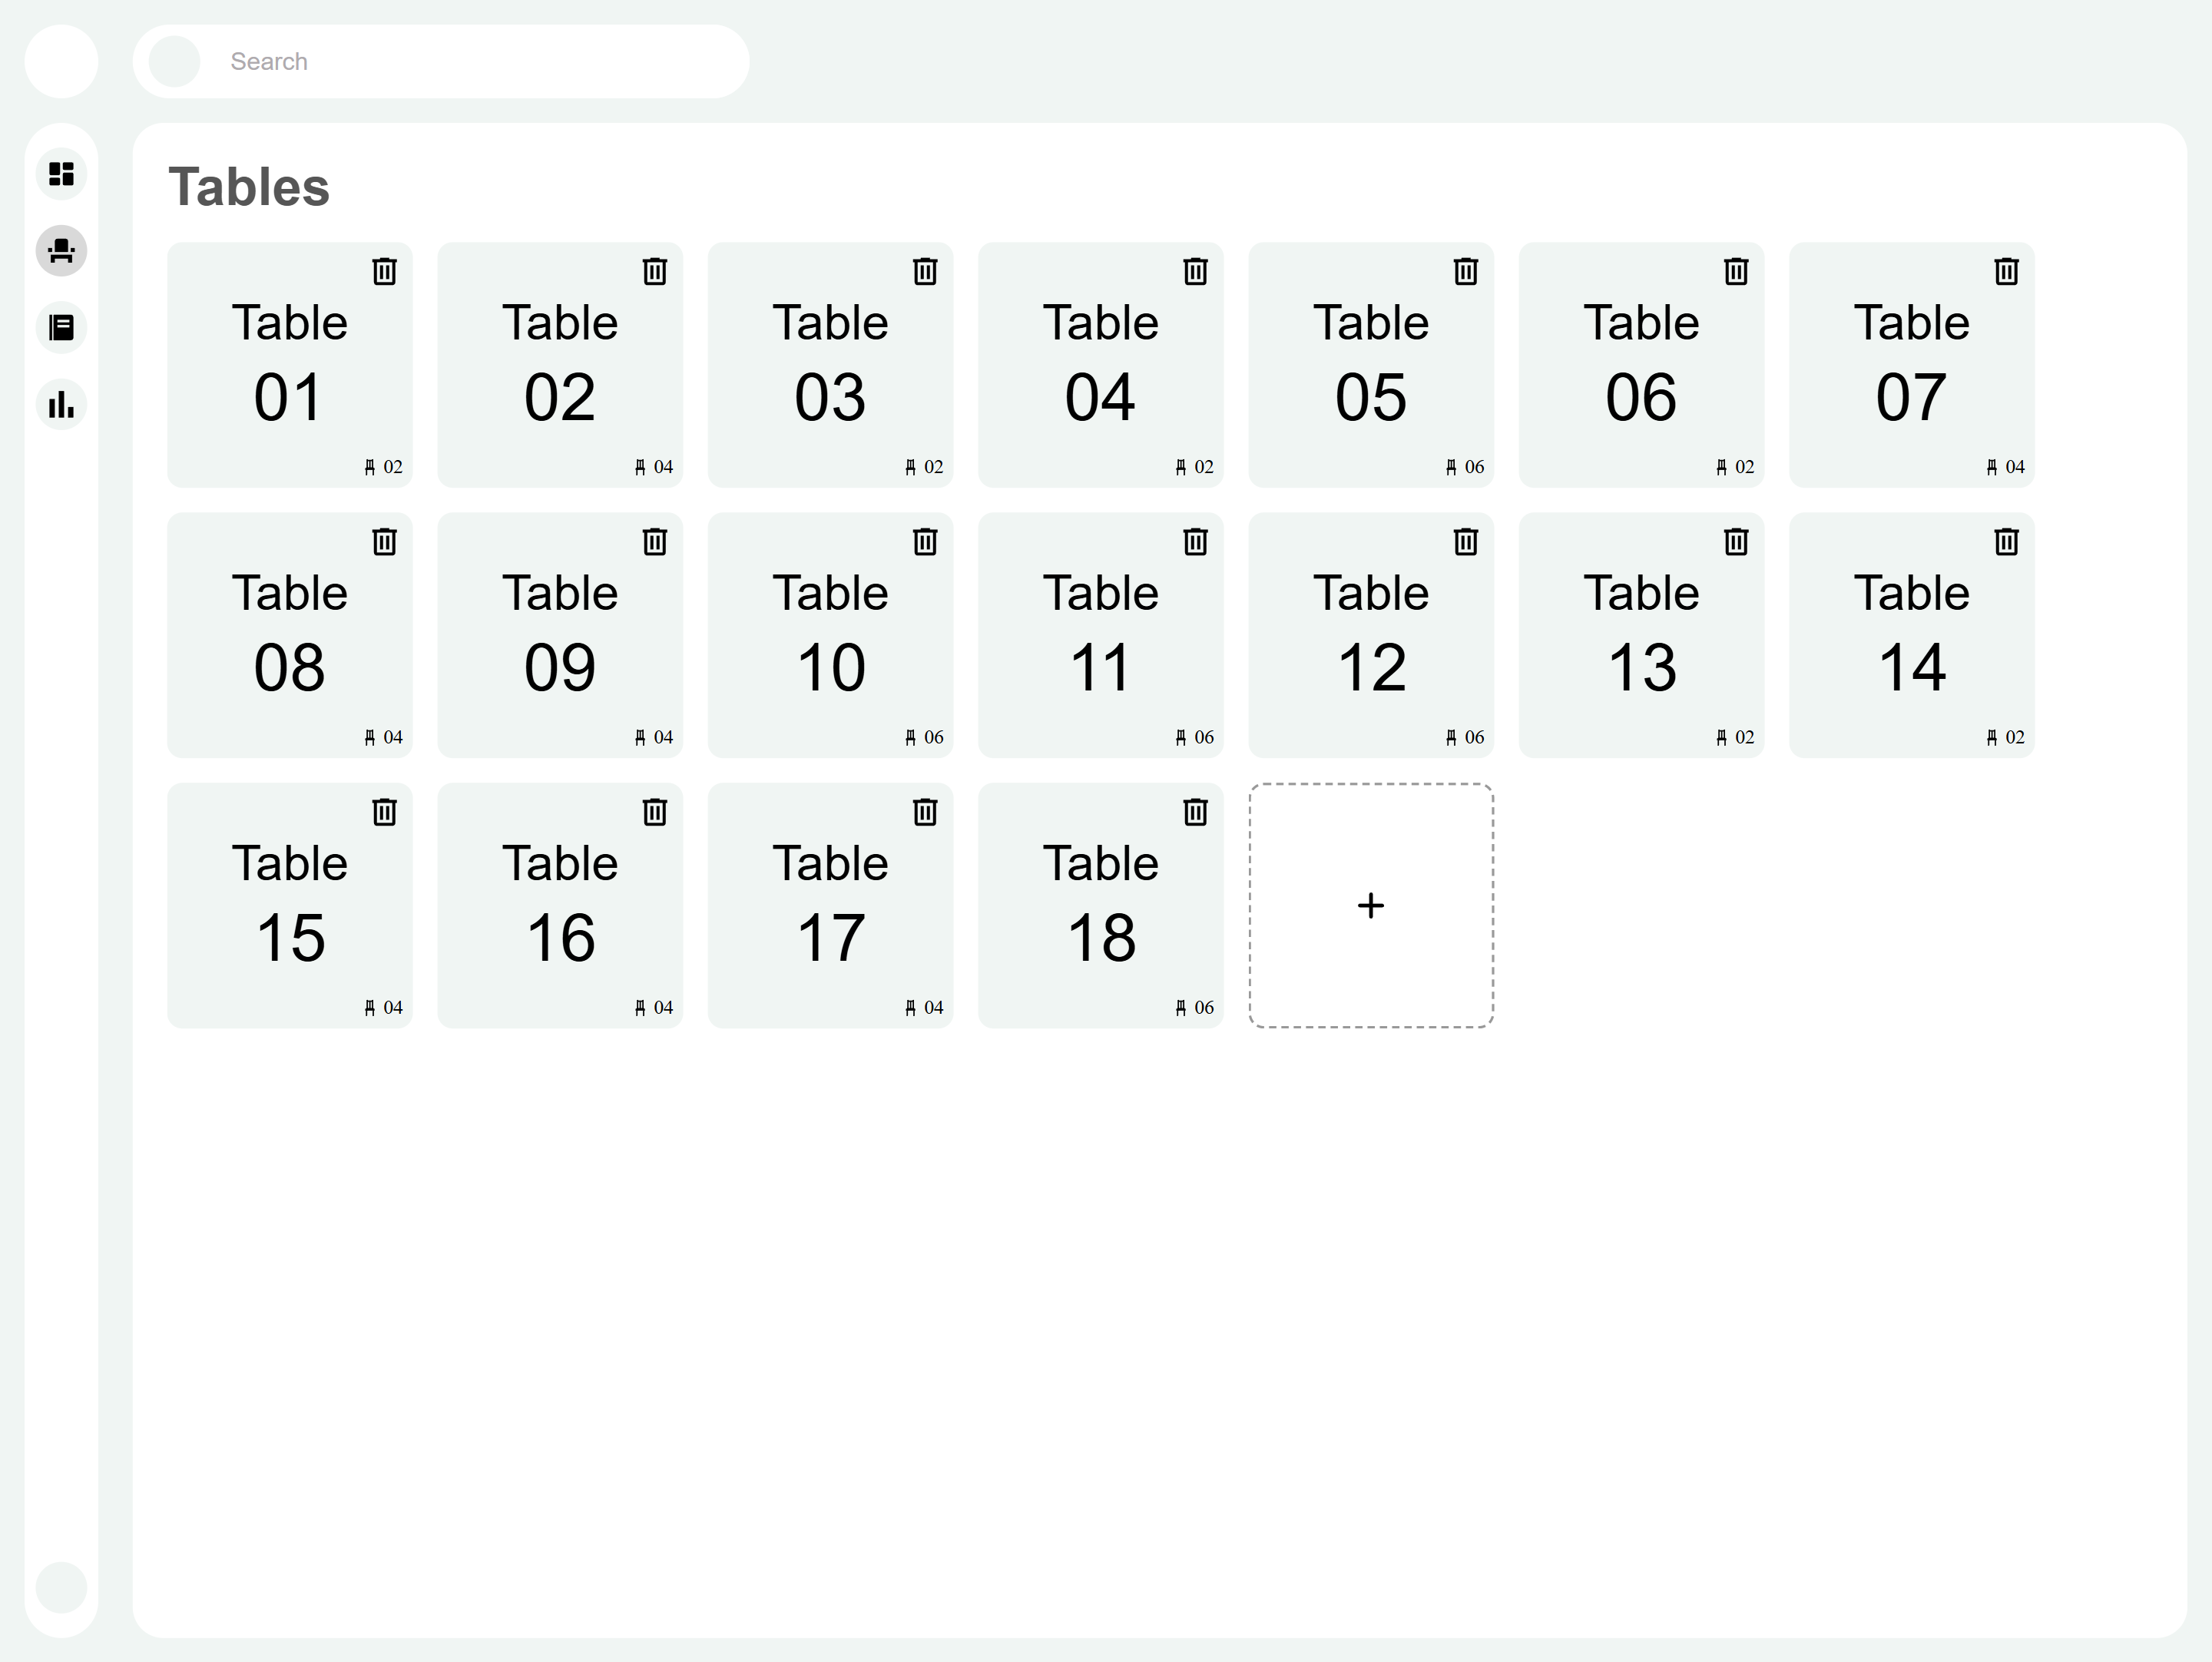 Search
Tables
Table Table Table Table Table Table Table
01 02 03 04 05 06 07
02 04 02 02 06 02 04
Table Table Table Table Table Table Table
08 09 10 11 12 13 14
04 04 06 06 06 02 02
Table Table Table Table
15 16 17 18
04 04 04 06